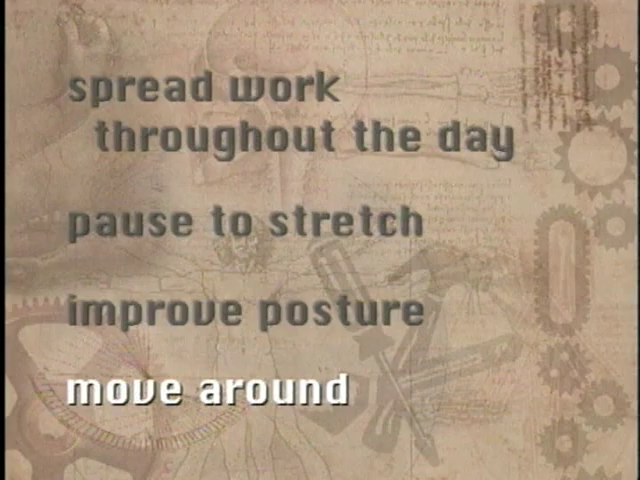 spread work
throughout the day
pause to stretch
improve posture
move around